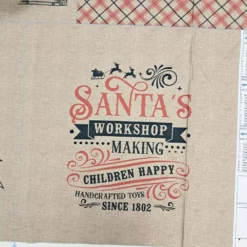 SANTA'S
WORKSHOP
MAKING
CHILDREN HAPPY
HANDCRAFTED TOYS
SINCE 1802